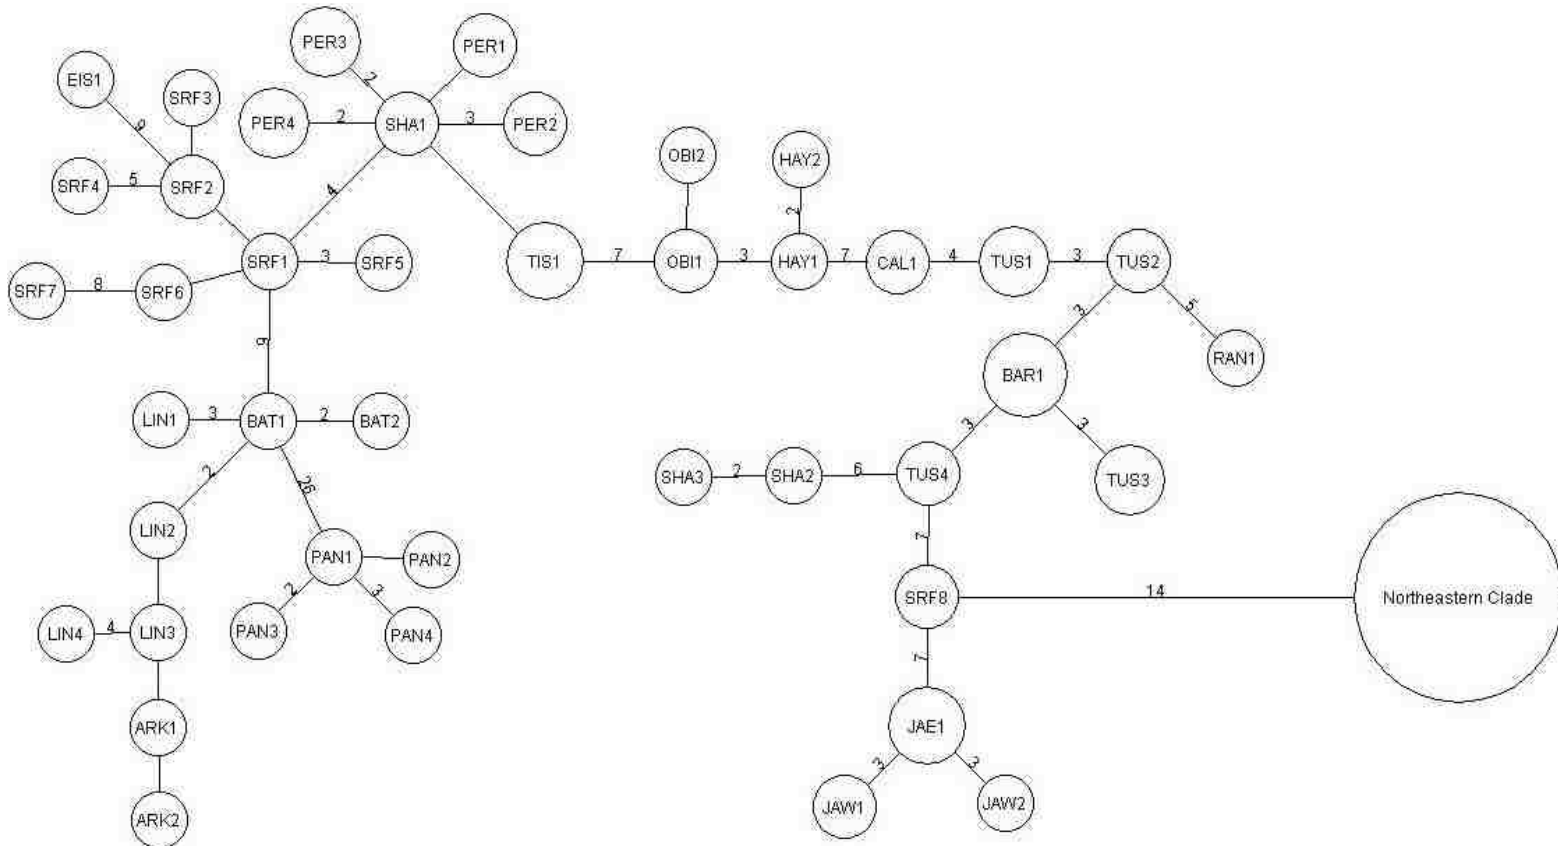 PER3
PER1
EIS1
2
SRF3
PER4
2
SHA1
3
PER2
OBI2
HAY2
SRF4
5
SRF2
4
2
SRF1
3
SRF5
TIS1
7
OBI1
3
HAY1
7
CAL1
4
TUS1
3
TUS2
SRF7
8
SRF6
3
5
RAN1
BAR1
LIN1
3
BAT1
2
BAT2
3
3
2
SHA3
2
SHA2
6
TUS4
TUS3
26
LIN2
PAN1
PAN2
2
3
SRF8
14
Northeastern Clade
LIN4
4
LIN3
PAN3
PAN4
7
ARK1
JAE1
3
3
ARK2
JAW1
JAW2